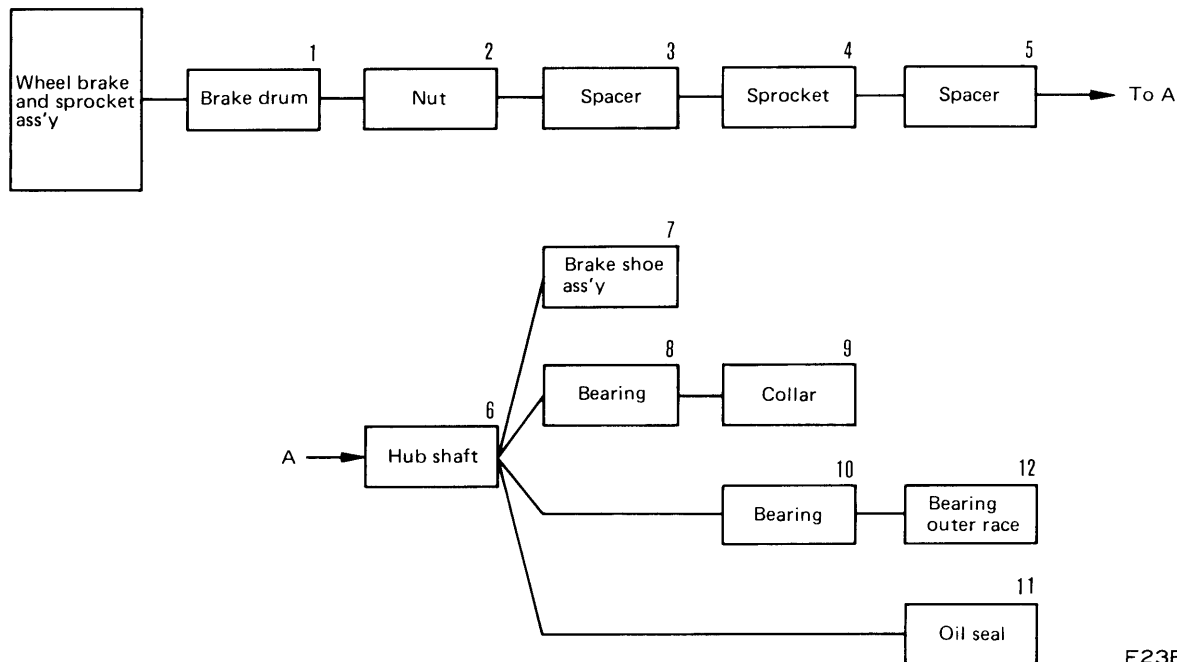 1
2
3
4
5
Wheel brake
and sprocket
ass'y
Brake drum
Nut
Spacer
Sprocket
Spacer
To A
7
Brake shoe
ass'y
8
9
Bearing
Collar
6
A
Hub shaft
10
12
Bearing
Bearing
outer race
11
Oil seal